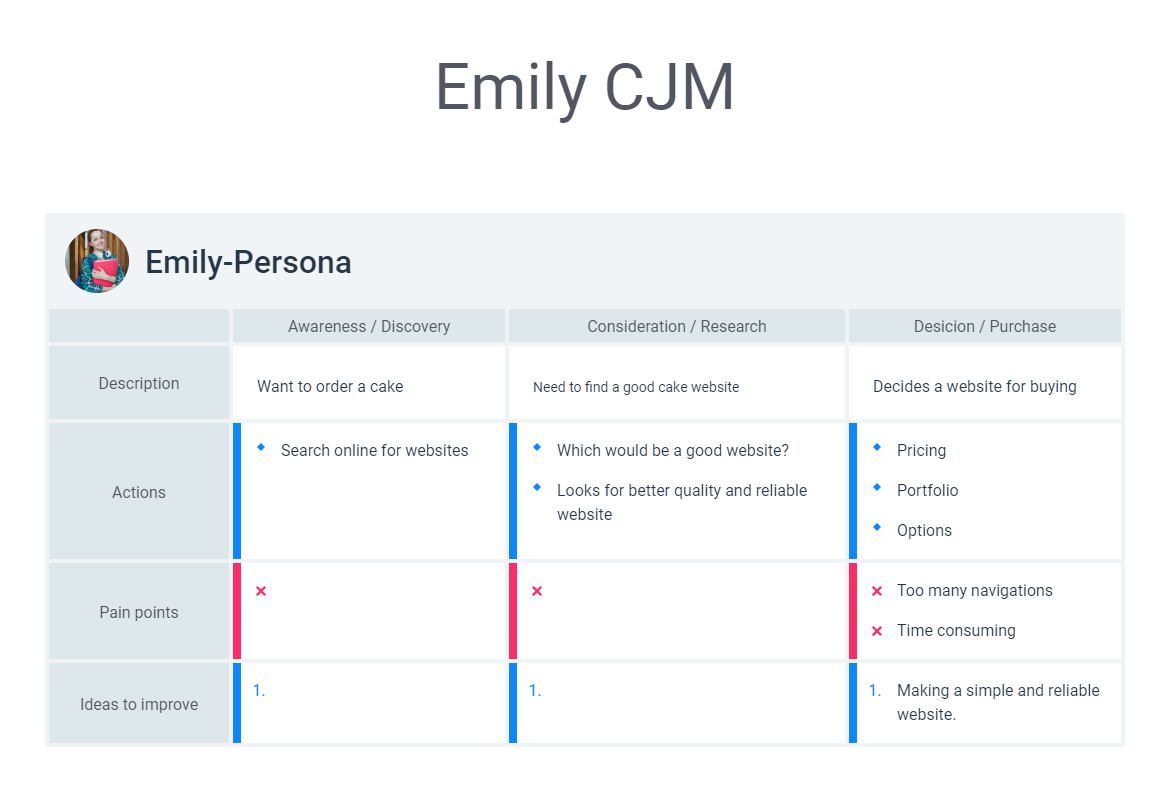 Emily CJM
Emily-Persona
Awareness / Discovery
Consideration / Research
Desicion / Purchase
Description
Want to order a cake
Need to find a good cake website
Decides a website for buying
Actions
Search online for websites
Which would be a good website?
Looks for better quality and reliable
website
Pricing
Portfolio
Options
Pain points
Too many navigations
Time consuming
Ideas to improve
1.
1.
1. Making a simple and reliable
website.